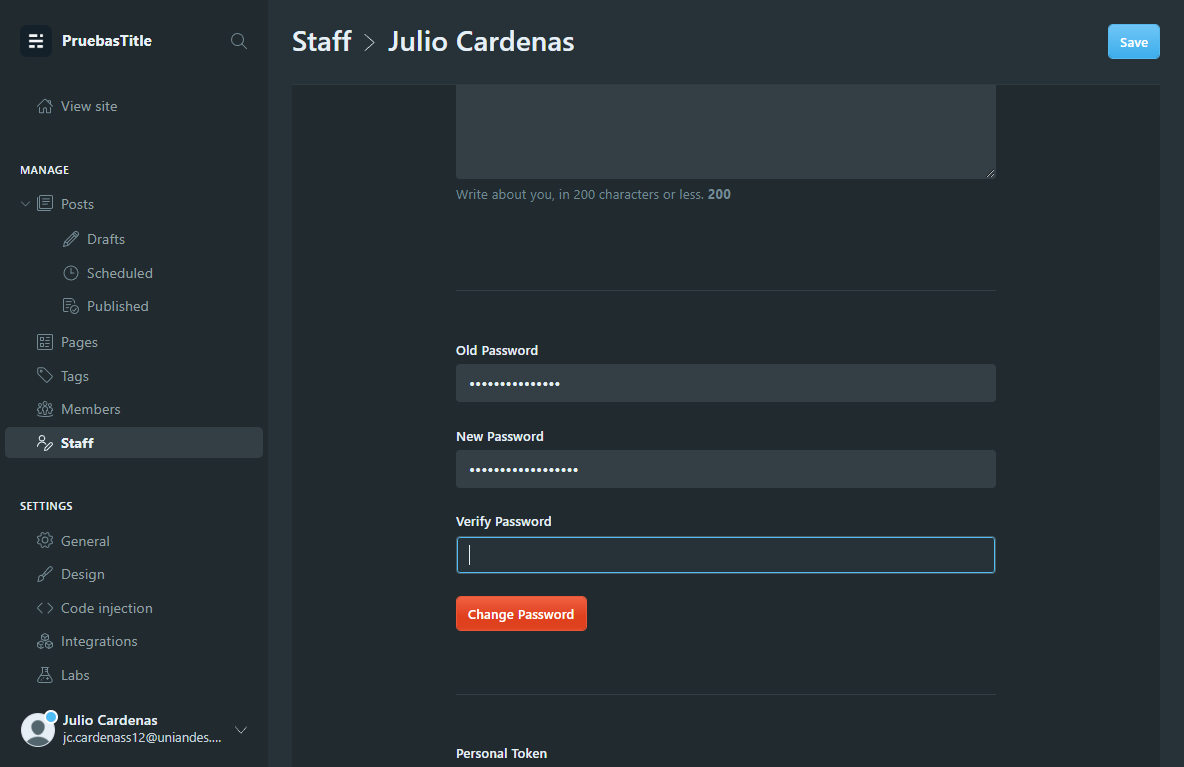 PruebasTitle
View site
MANAGE
Posts
Drafts
Scheduled
Published
Pages
Tags
Members
Staff
SETTINGS
General
Design
Code injection
Integrations
Labs
Julio Cardenas
jc.cardenass12@uniandes....
Staff > Julio Cardenas
Save
Write about you, in 200 characters or less. 200
Old Password
•••••••••••••••
New Password
••••••••••••••••••
Verify Password
Change Password
Personal Token